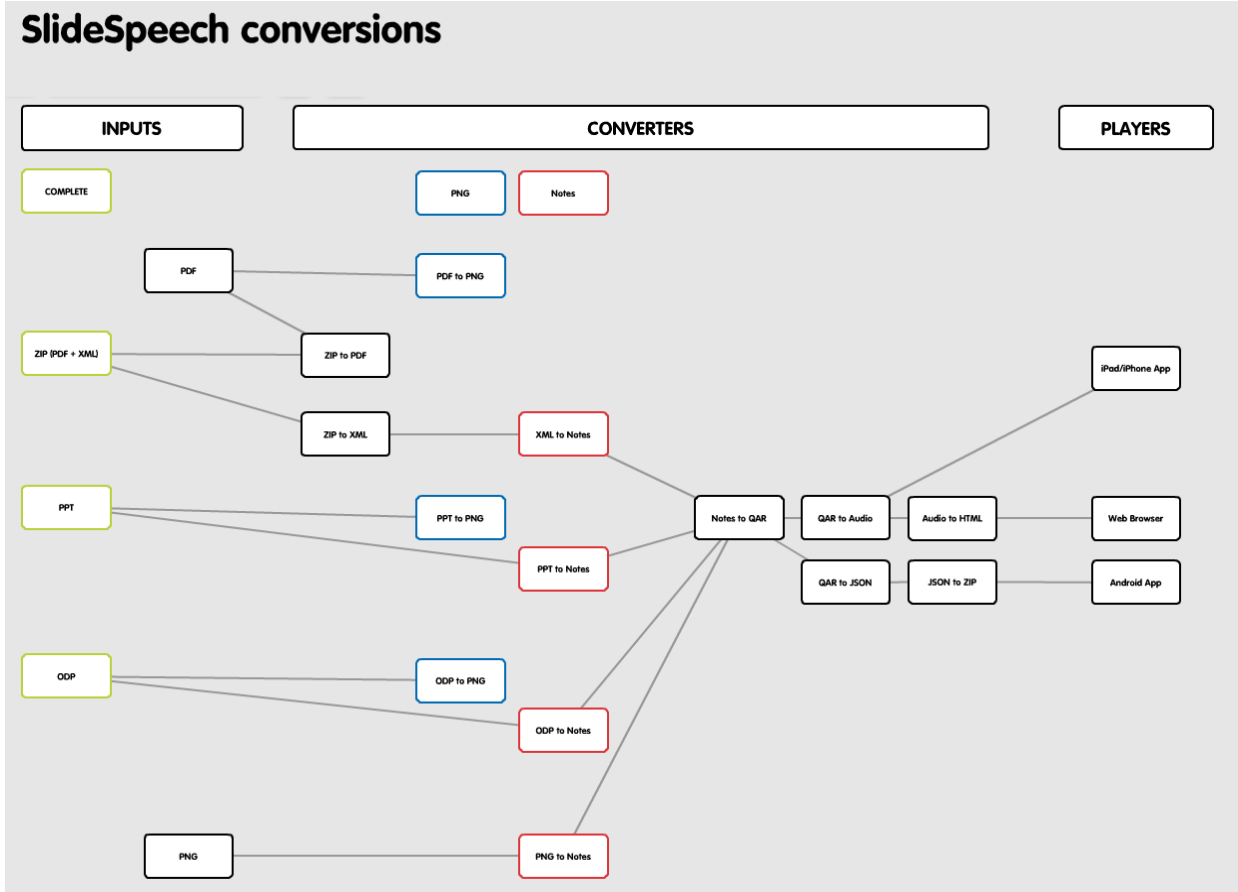 SlideSpeech conversions
INPUTS
CONVERTERS
PLAYERS
COMPLETE
PNG
Notes
PDF
PDF to PNG
ZIP (PDF + XML)
ZIP to PDF
iPad/iPhone App
ZIP to XML
XML to Notes
PPT
PPT to PNG
Notes to QAR
QAR to Audio
Audio to HTML
Web Browser
PPT to Notes
QAR to JSON
JSON to ZIP
Android App
ODP
ODP to PNG
ODP to Notes
PNG
PNG to Notes